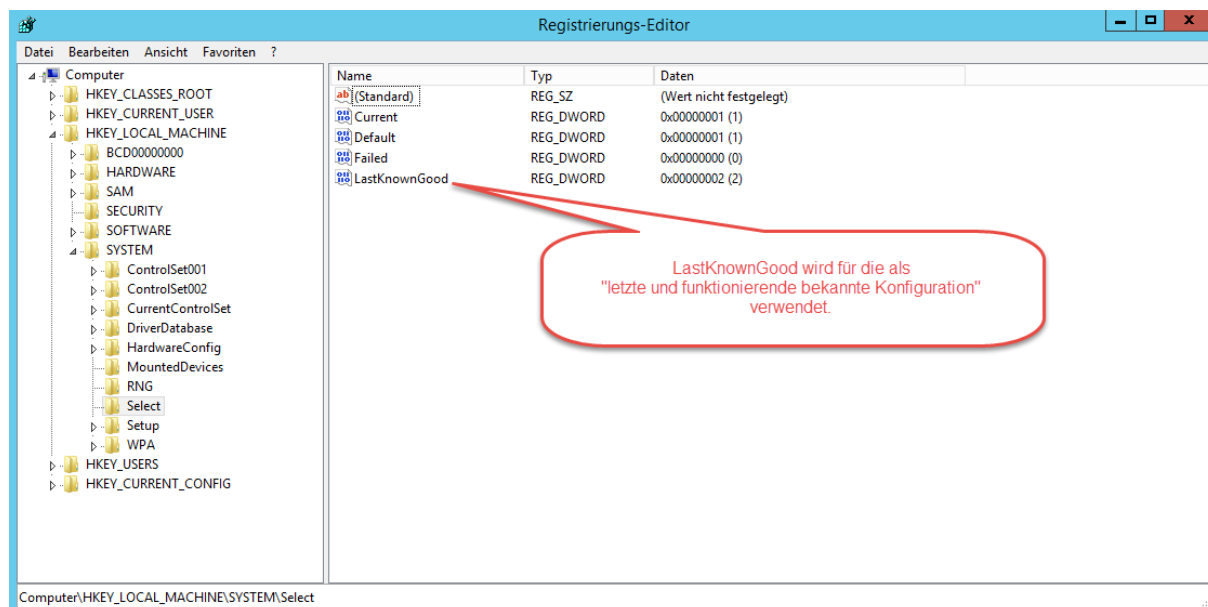 Registrierungs-Editor
Datei Bearbeiten Ansicht Favoriten ?
Computer
HKEY_CLASSES_ROOT
HKEY_CURRENT_USER
HKEY_LOCAL_MACHINE
BCD00000000
HARDWARE
SAM
SECURITY
SOFTWARE
SYSTEM
ControlSet001
ControlSet002
CurrentControlSet
DriverDatabase
HardwareConfig
MountedDevices
RNG
Select
Setup
WPA
HKEY_USERS
HKEY_CURRENT_CONFIG
Name Typ Daten
(Standard) REG_SZ (Wert nicht festgelegt)
Current REG_DWORD 0x00000001 (1)
Default REG_DWORD 0x00000001 (1)
Failed REG_DWORD 0x00000000 (0)
LastKnownGood REG_DWORD 0x00000002 (2)
LastKnownGood wird für die als
"letzte und funktionierende bekannte Konfiguration"
verwendet.
Computer\HKEY_LOCAL_MACHINE\SYSTEM\Select